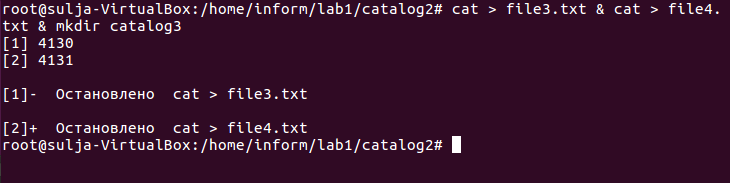 root@sulja-VirtualBox:/home/inform/lab1/catalog2# cat > file3.txt & cat > file4.
txt & mkdir catalog3
[1] 4130
[2] 4131
[1]-  Остановлено  cat > file3.txt
[2]+  Остановлено  cat > file4.txt
root@sulja-VirtualBox:/home/inform/lab1/catalog2#